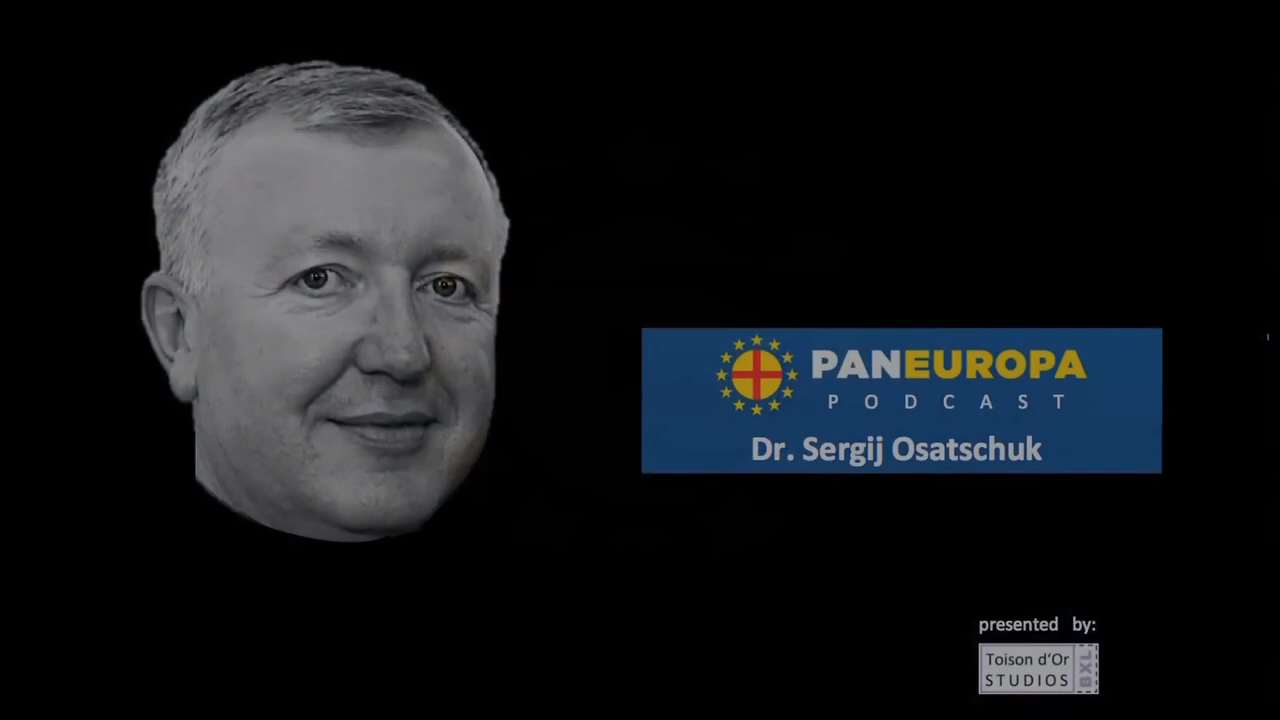 PANEUROPA
PODCAST
Dr. Sergij Osatschuk
presented by:
Toison d'Or
STUDIOS
BXL